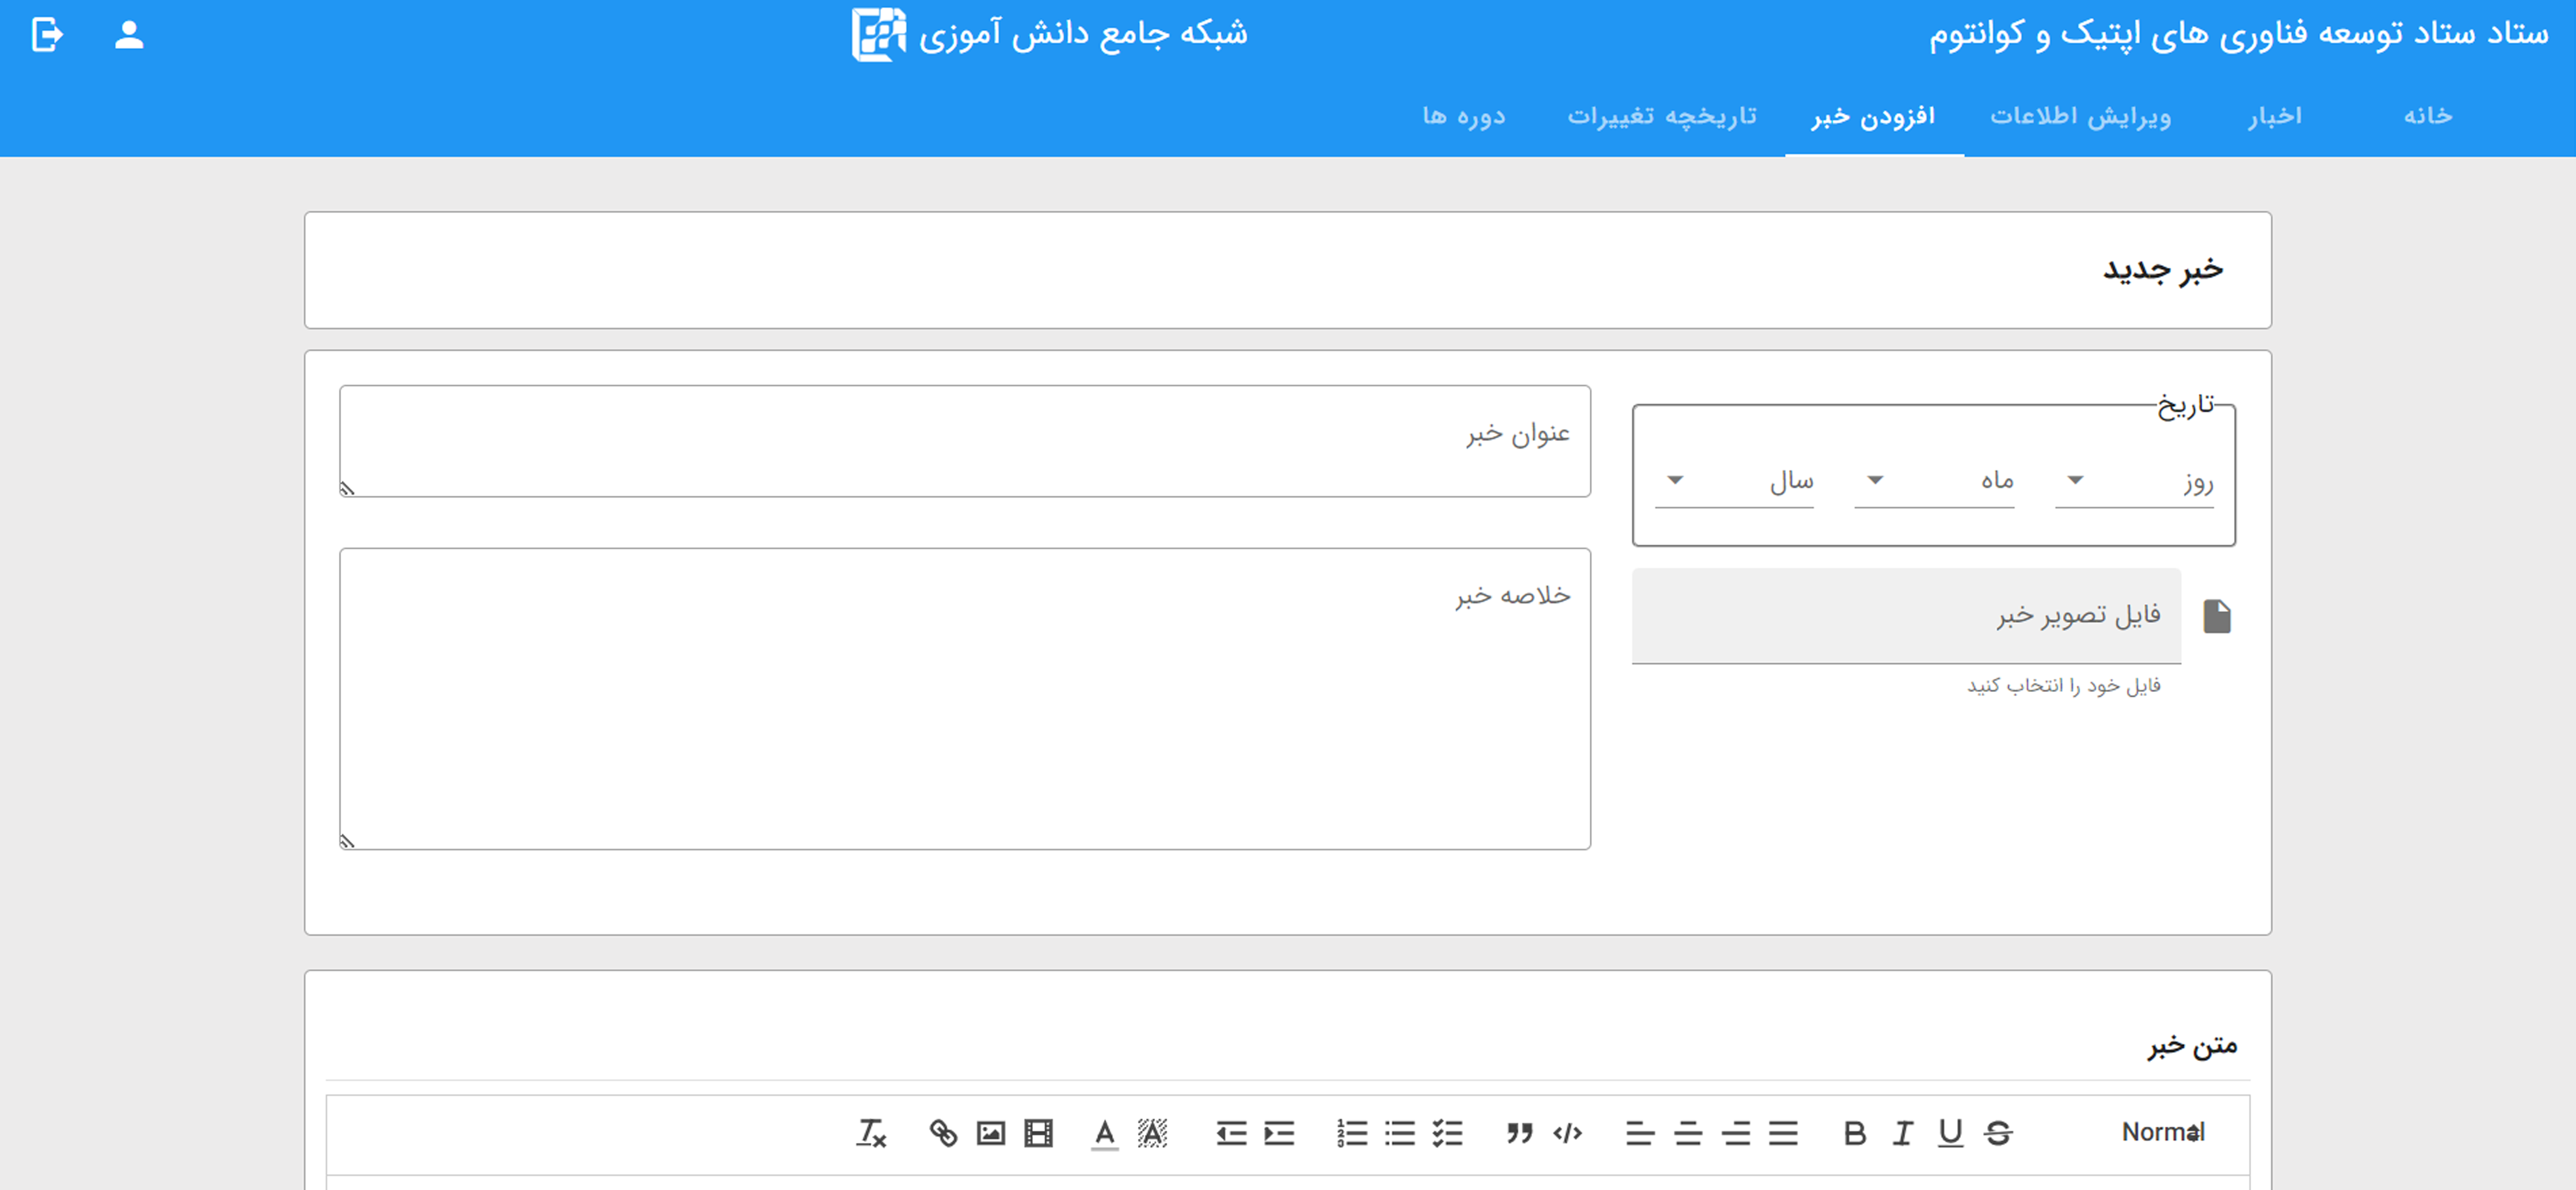 ستاد ستاد توسعه فناوری های اپتیک و کوانتوم
شبکه جامع دانش آموزی
خانه اخبار ویرایش اطلاعات افزودن خبر تاریخچه تغییرات دوره ها
خبر جدید
تاریخ
روز ماه سال
فایل تصویر خبر
فایل خود را انتخاب کنید
عنوان خبر
خلاصه خبر
متن خبر
Normal